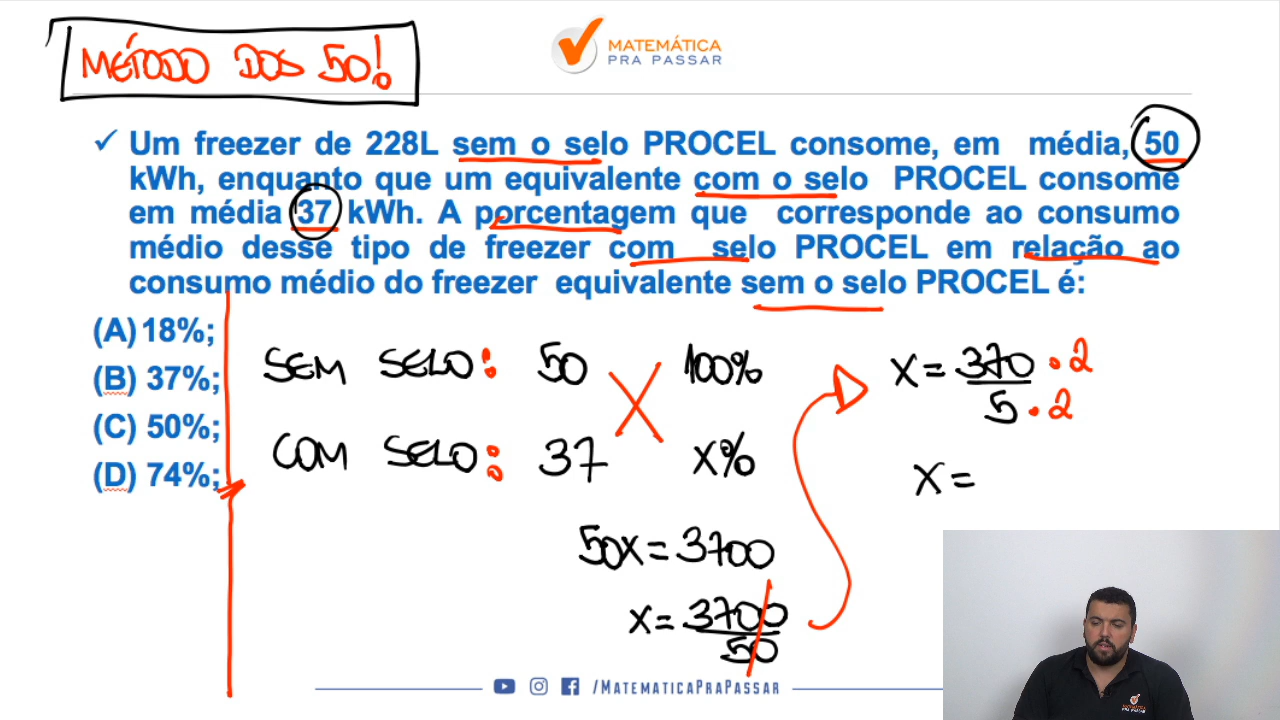 MÉTODO DOS 50!
MATEMÁTICA
PRA PASSAR
✓ Um freezer de 228L sem o selo PROCEL consome, em média, 50
kWh, enquanto que um equivalente com o selo PROCEL consome
em média 37 kWh. A porcentagem que corresponde ao consumo
médio desse tipo de freezer com selo PROCEL em relação ao
consumo médio do freezer equivalente sem o selo PROCEL é:
(A) 18%;
(B) 37%;
(C) 50%;
(D) 74%;
SEM SELO: 50 100%
COM SELO: 37 X%
50X = 3700
X = 3700/50
X = 370 · 2
5 · 2
X =
/MATEMATICAPRAPASSAR
MATEMÁTICA
PRA PASSAR